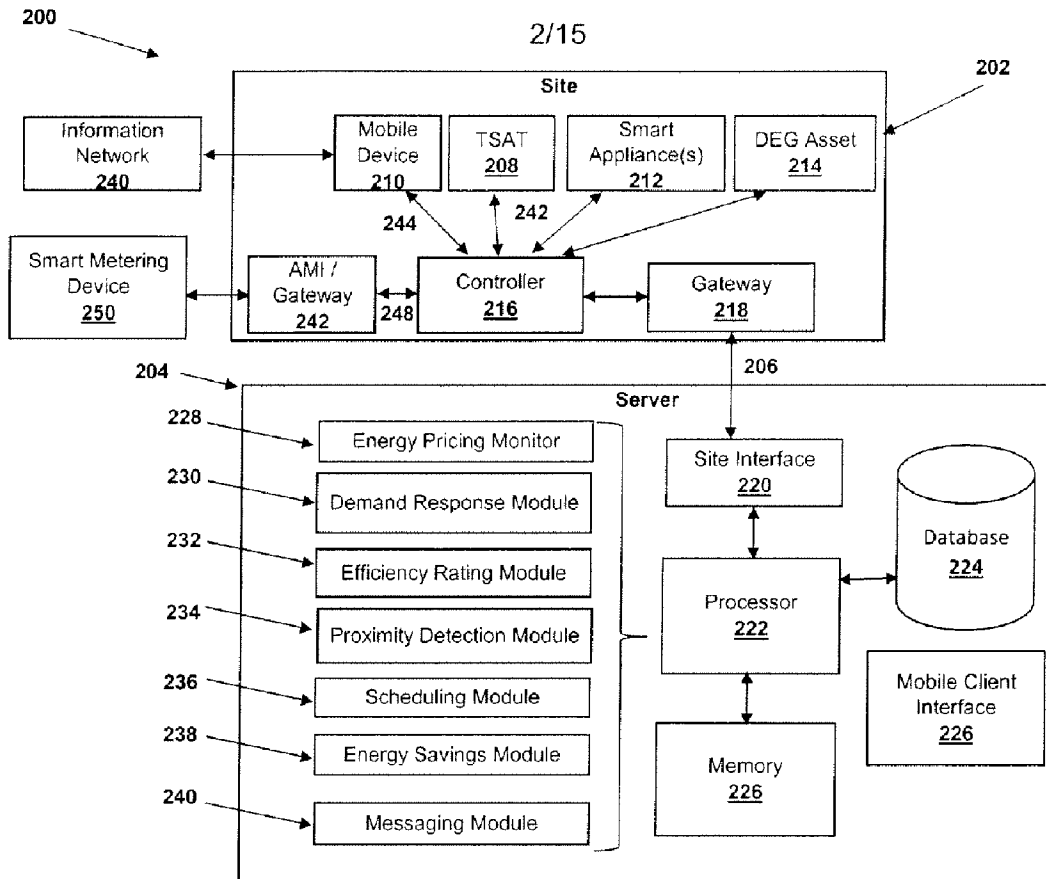 200
2/15
202
Site
Information
Network
240
Mobile
Device
210
TSAT
208
Smart
Appliance(s)
212
DEG Asset
214
244
242
Smart Metering
Device
250
AMI /
Gateway
242
248
Controller
216
Gateway
218
206
204
Server
228
Energy Pricing Monitor
230
Demand Response Module
232
Efficiency Rating Module
234
Proximity Detection Module
236
Scheduling Module
238
Energy Savings Module
240
Messaging Module
Site Interface
220
Processor
222
Memory
226
Database
224
Mobile Client
Interface
226